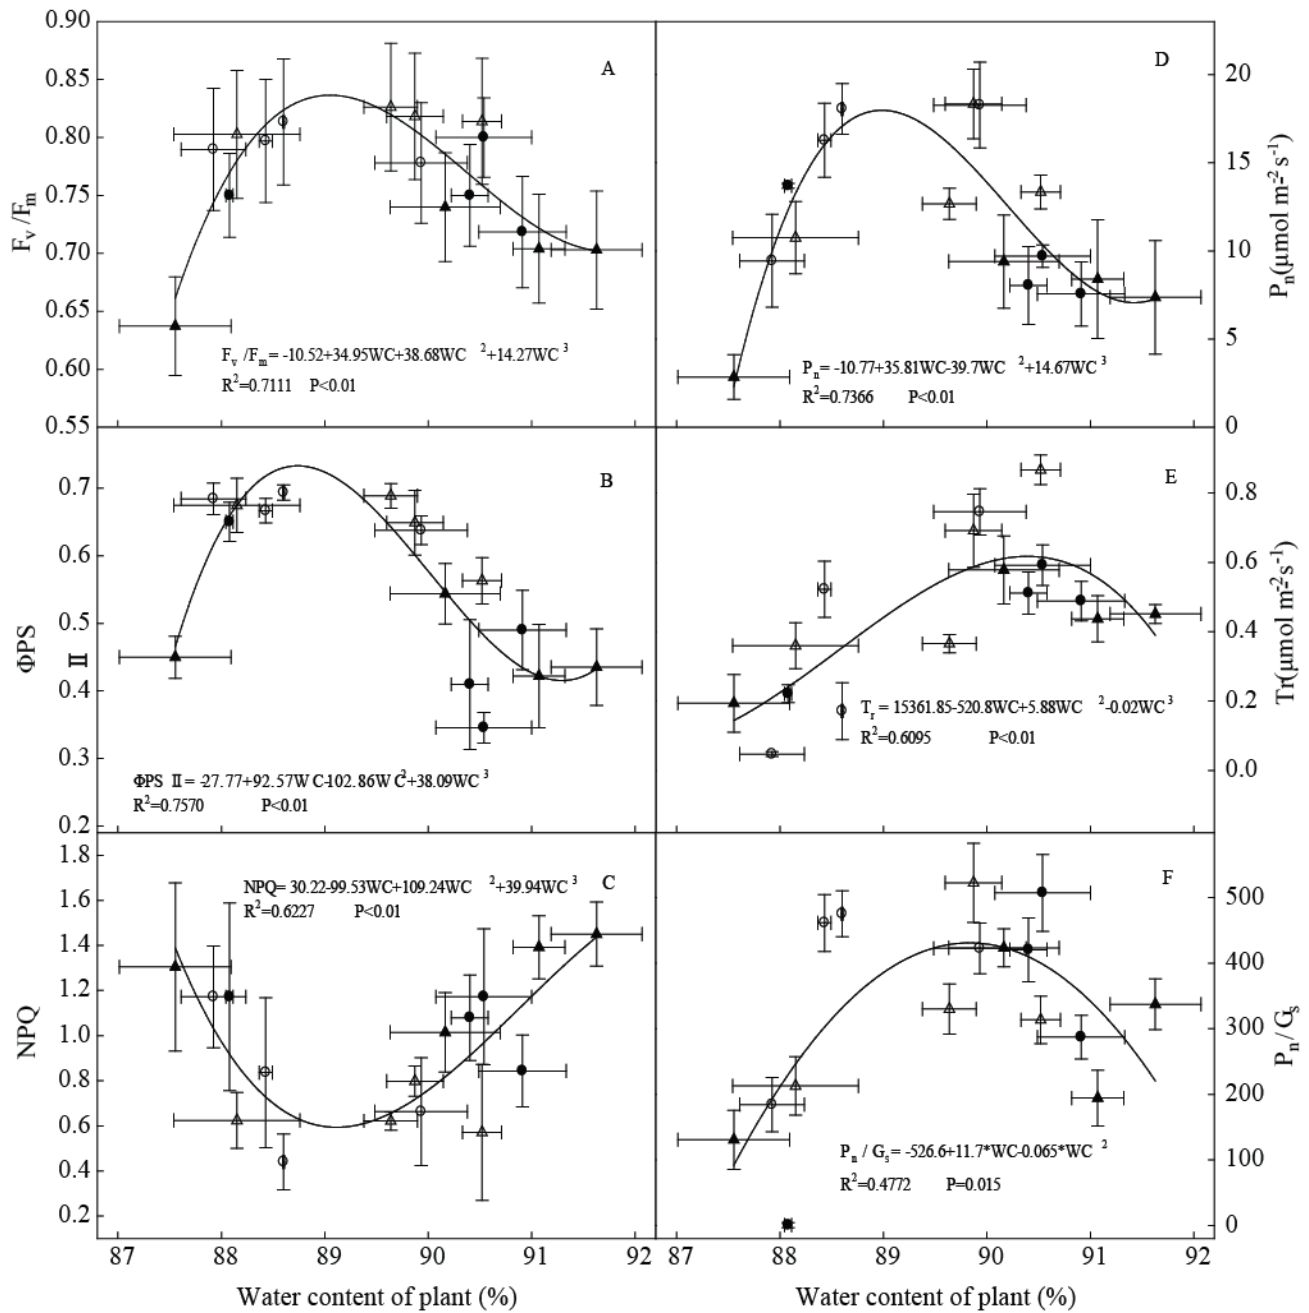 0.90
0.85
0.80
0.75
0.70
0.65
0.60
0.55
Fv /Fm
A
Fv /Fm= -10.52+34.95WC+38.68WC 2+14.27WC 3
R2=0.7111 P<0.01
20
15
10
5
0
Pn(μmol m-2 s-1)
D
Pn= -10.77+35.81WC-39.7WC 2+14.67WC 3
R2=0.7366 P<0.01
0.7
0.6
0.5
0.4
0.3
0.2
ΦPS II
B
ΦPS II = -27.77+92.57W C-102.86W C2+38.09WC 3
R2=0.7570 P<0.01
0.8
0.6
0.4
0.2
0.0
Tr(μmol m-2s-1)
E
Tr = 15361.85-520.8WC+5.88WC 2-0.02WC 3
R2=0.6095 P<0.01
1.8
1.6
1.4
1.2
1.0
0.8
0.6
0.4
0.2
NPQ
C
NPQ= 30.22-99.53WC+109.24WC 2+39.94WC 3
R2=0.6227 P<0.01
500
400
300
200
100
0
Pn / Gs
F
Pn / Gs= -526.6+11.7*WC-0.065*WC 2
R2=0.4772 P=0.015
87 88 89 90 91 92
87 88 89 90 91 92
Water content of plant (%)
Water content of plant (%)